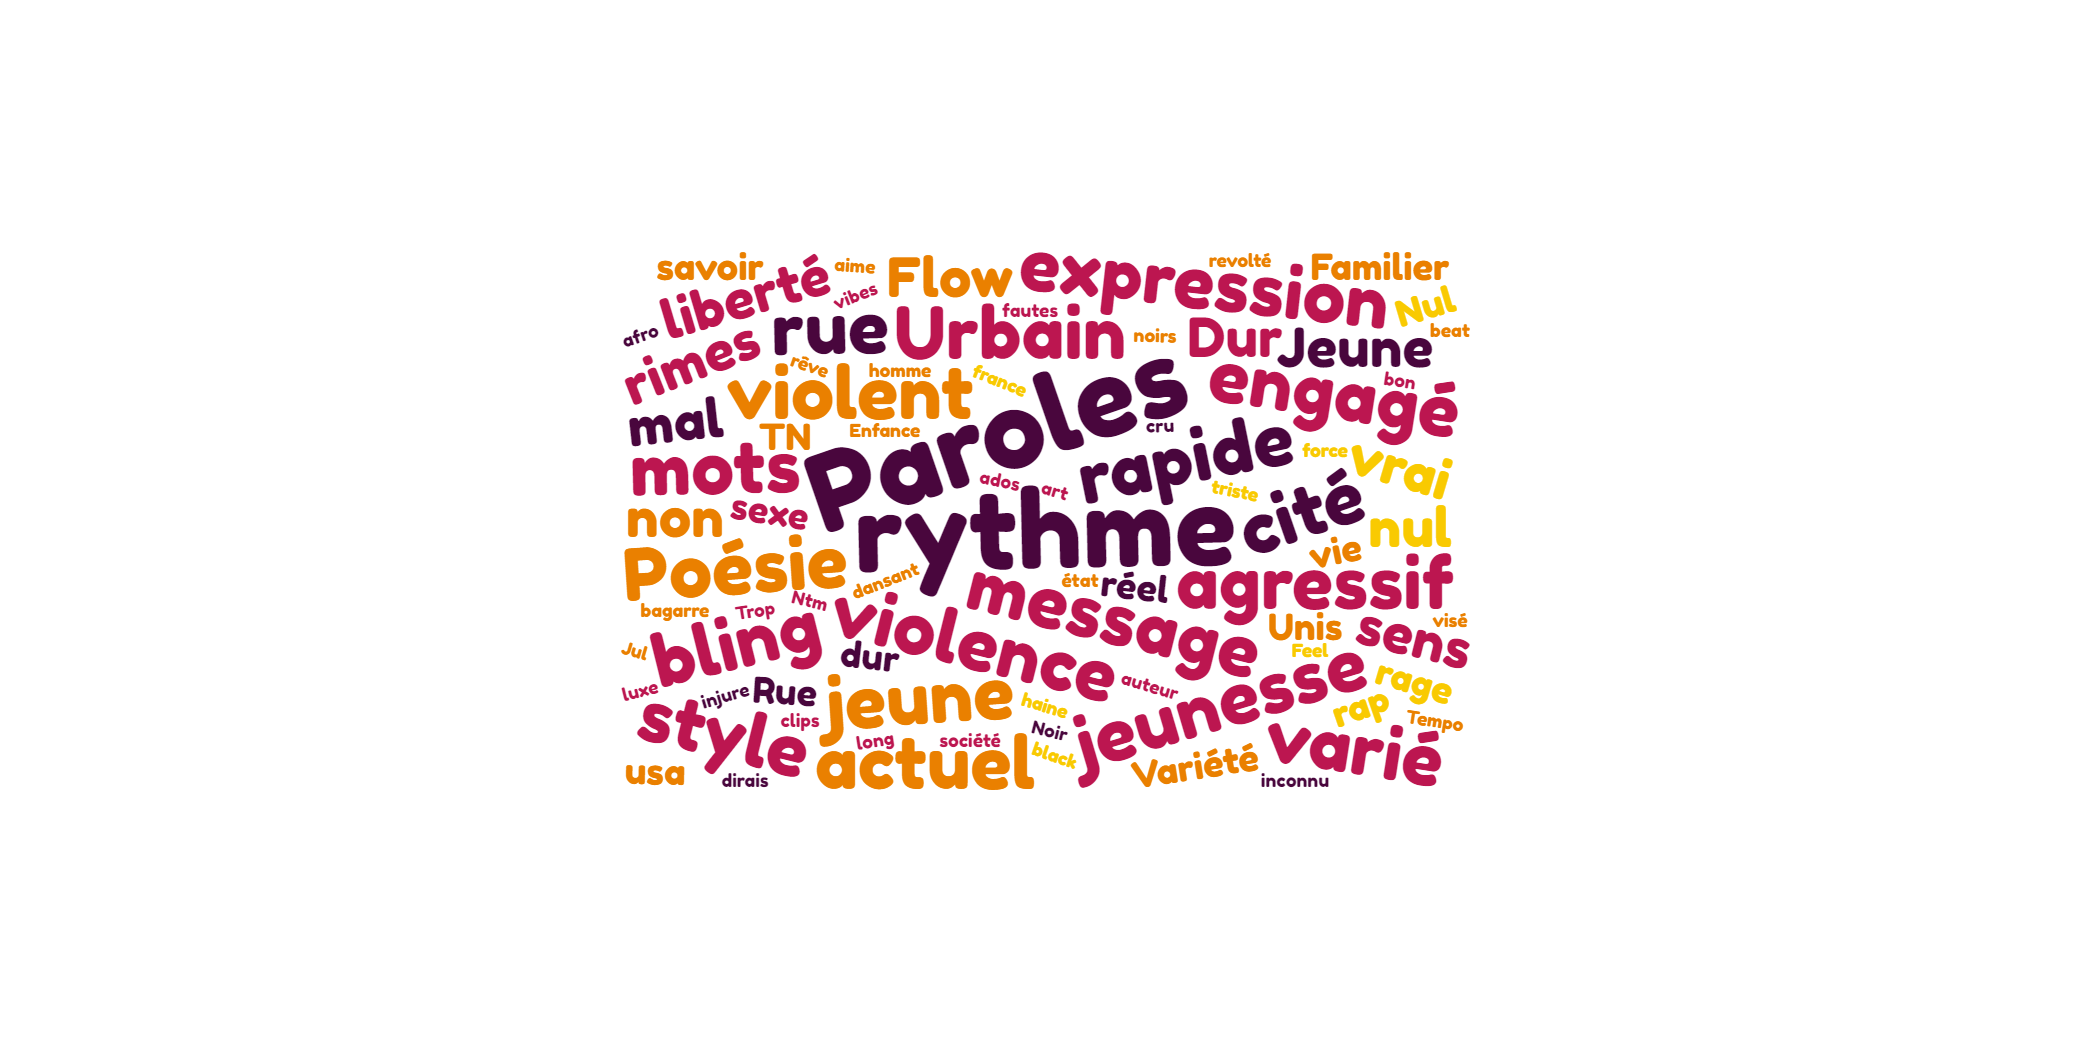 savoir
liberté
aime
vibes
afro
Flow
expression
revolté
Familier
Nul
beat
rimes
rue
Urbain
fautes
noirs
Dur
Jeune
rêve
homme
france
violent
engagé
bon
mal
TN
Enfance
Paroles
cru
rapide
force
vrai
mots
ados
art
triste
non
sexe
rythme
cité
nul
vie
Poésie
dansant
état
réel
agressif
bagarre
Trop
Ntm
violence
message
Unis
sens
visé
Jul
bling
dur
Feel
luxe
injure
Rue
jeune
haine
auteur
jeunesse
rage
rap
Tempo
style
clips
long
société
Noir
black
usa
dirais
actuel
Variété
varié
inconnu